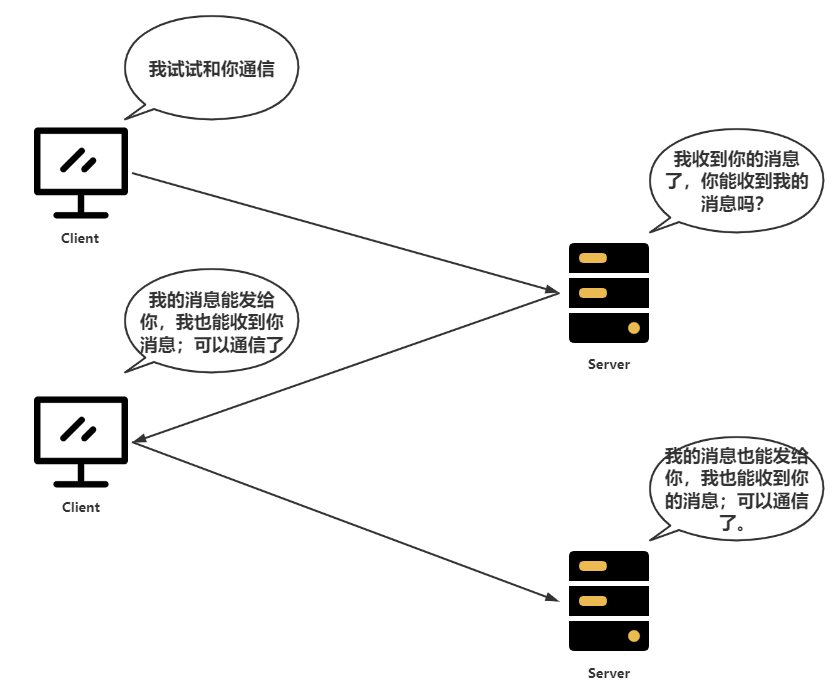 我试试和你通信
Client
我收到你的消息
了，你能收到我的
消息吗？
Server
我的消息能发给
你，我也能收到你
消息；可以通信了
Client
我的消息也能发给
你，我也能收到你
的消息；可以通信
了。
Server